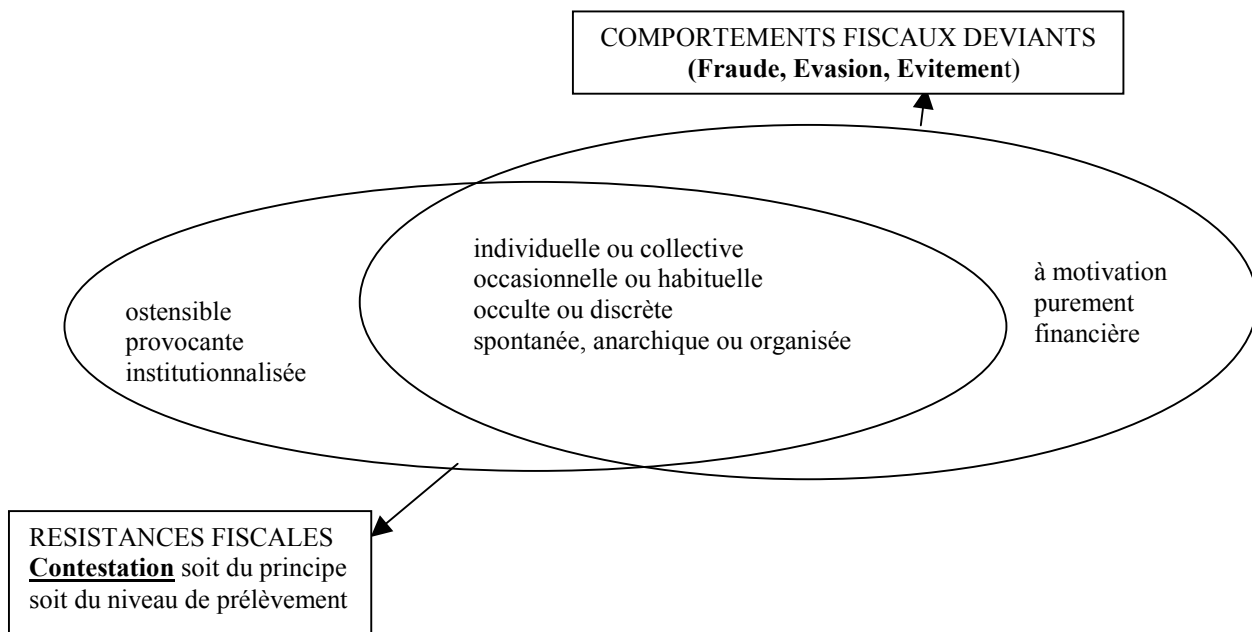 COMPORTEMENTS FISCAUX DEVIANTS
(Fraude, Evasion, Evitement)
individuelle ou collective
occasionnelle ou habituelle
occulte ou discrète
spontanée, anarchique ou organisée
à motivation
purement
financière
ostensible
provocante
institutionnalisée
RESISTANCES FISCALES
Contestation soit du principe
soit du niveau de prélèvement